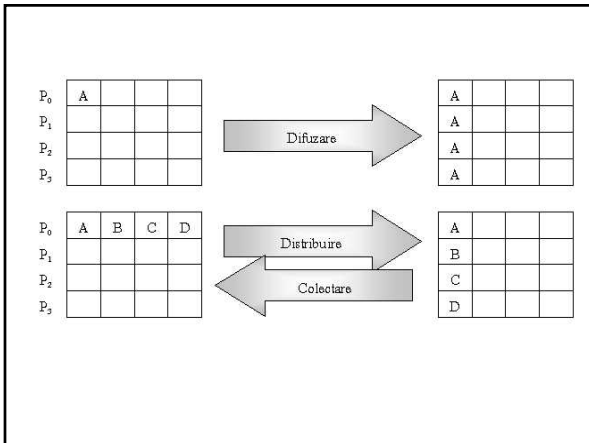 P₀ A A
P₁ A
Difuzare
P₂ A
P₃ A
P₀ A B C D A
Distribuire
P₁ B
P₂ C
Colectare
P₃ D